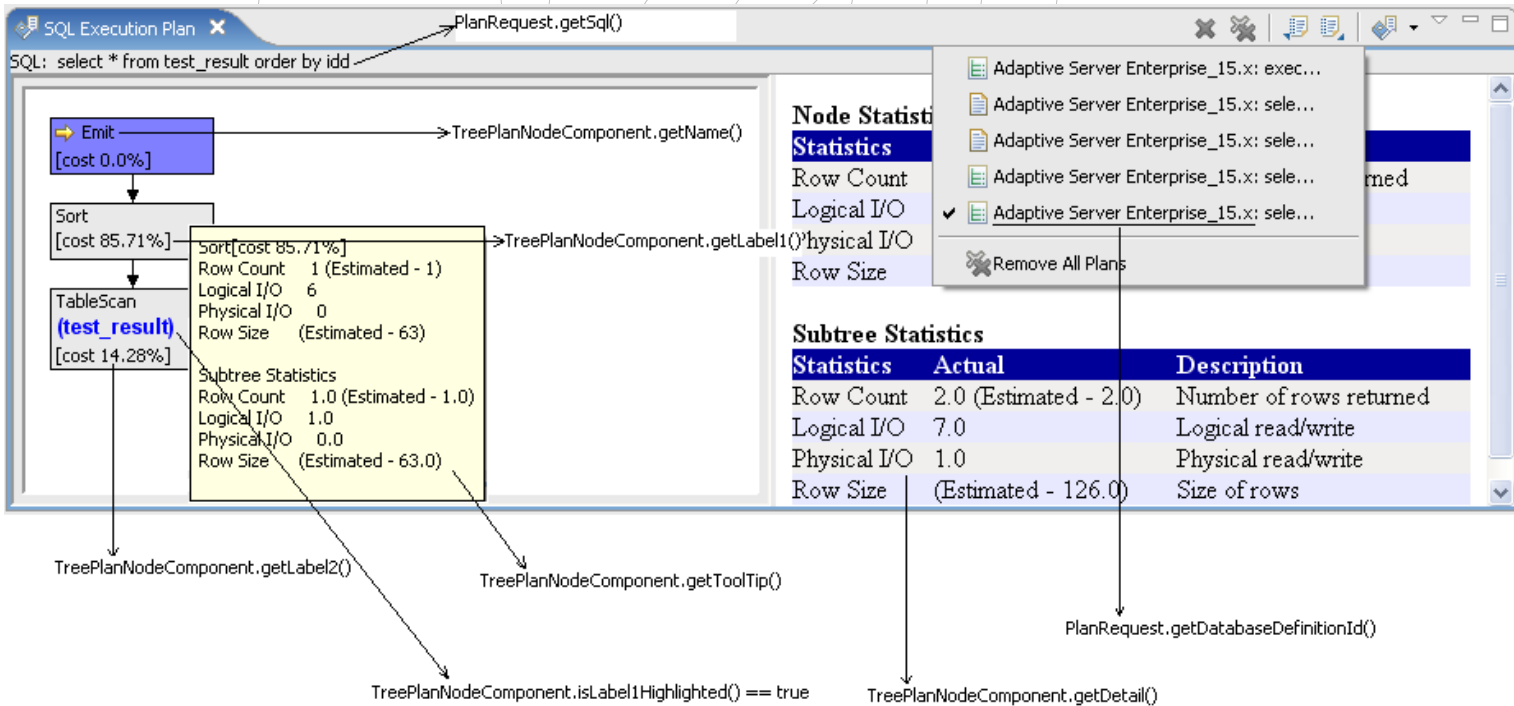 PlanRequest.getSql()
SQL Execution Plan
SQL: select * from test_result order by idd
Adaptive Server Enterprise_15.x: exec...
Adaptive Server Enterprise_15.x: sele...
Adaptive Server Enterprise_15.x: sele...
Adaptive Server Enterprise_15.x: sele...
Adaptive Server Enterprise_15.x: sele...
Remove All Plans
Emit
[cost 0.0%]
TreePlanNodeComponent.getName()
Sort
[cost 85.71%]
TreePlanNodeComponent.getLabel1()
TableScan
(test_result)
[cost 14.28%]
Sort[cost 85.71%]
Row Count 1 (Estimated - 1)
Logical I/O 6
Physical I/O 0
Row Size (Estimated - 63)
Subtree Statistics
Row Count 1.0 (Estimated - 1.0)
Logical I/O 1.0
Physical I/O 0.0
Row Size (Estimated - 63.0)
Node Statisti
Statistics
Row Count rned
Logical I/O
Physical I/O
Row Size
Subtree Statistics
Statistics Actual Description
Row Count 2.0 (Estimated - 2.0) Number of rows returned
Logical I/O 7.0 Logical read/write
Physical I/O 1.0 Physical read/write
Row Size (Estimated - 126.0) Size of rows
TreePlanNodeComponent.getLabel2()
TreePlanNodeComponent.getToolTip()
PlanRequest.getDatabaseDefinitionId()
TreePlanNodeComponent.isLabel1Highlighted() == true
TreePlanNodeComponent.getDetail()